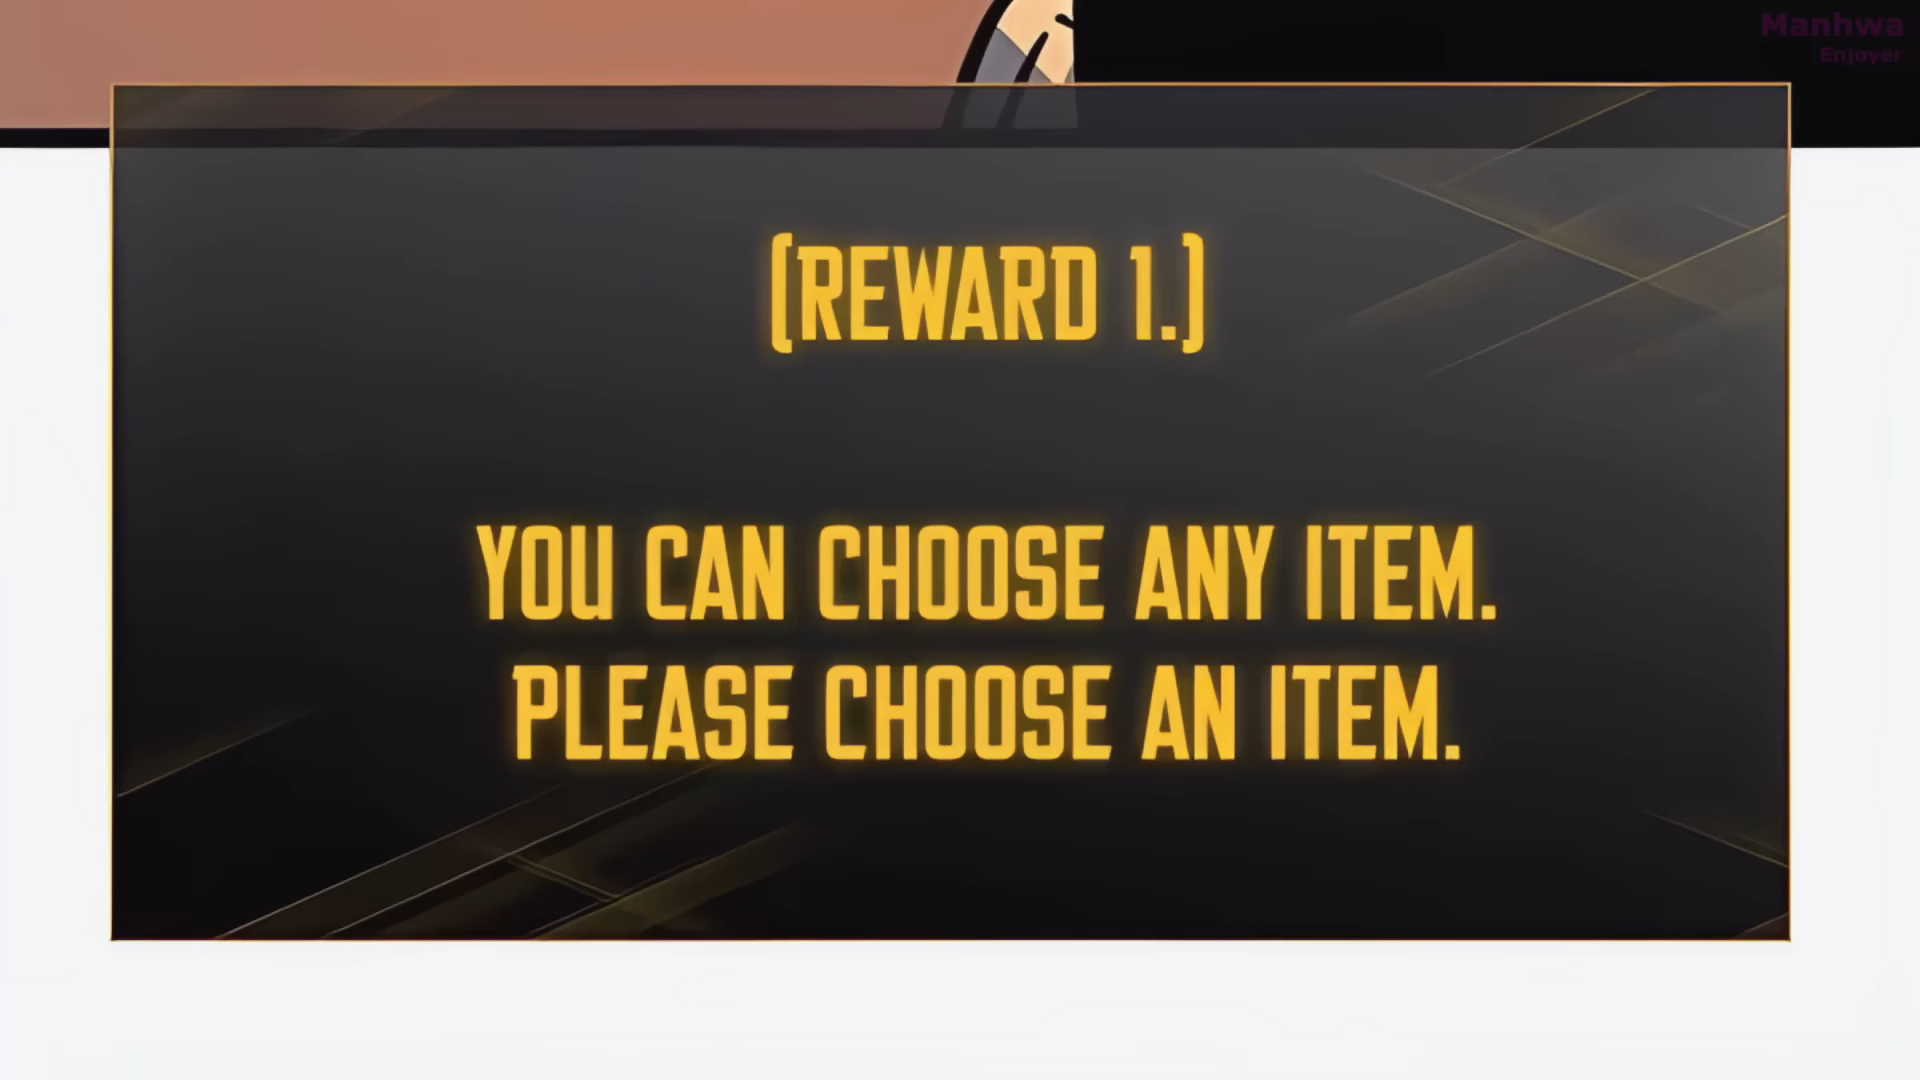 Manhwa
Enjoyer
[REWARD 1.]
YOU CAN CHOOSE ANY ITEM.
PLEASE CHOOSE AN ITEM.